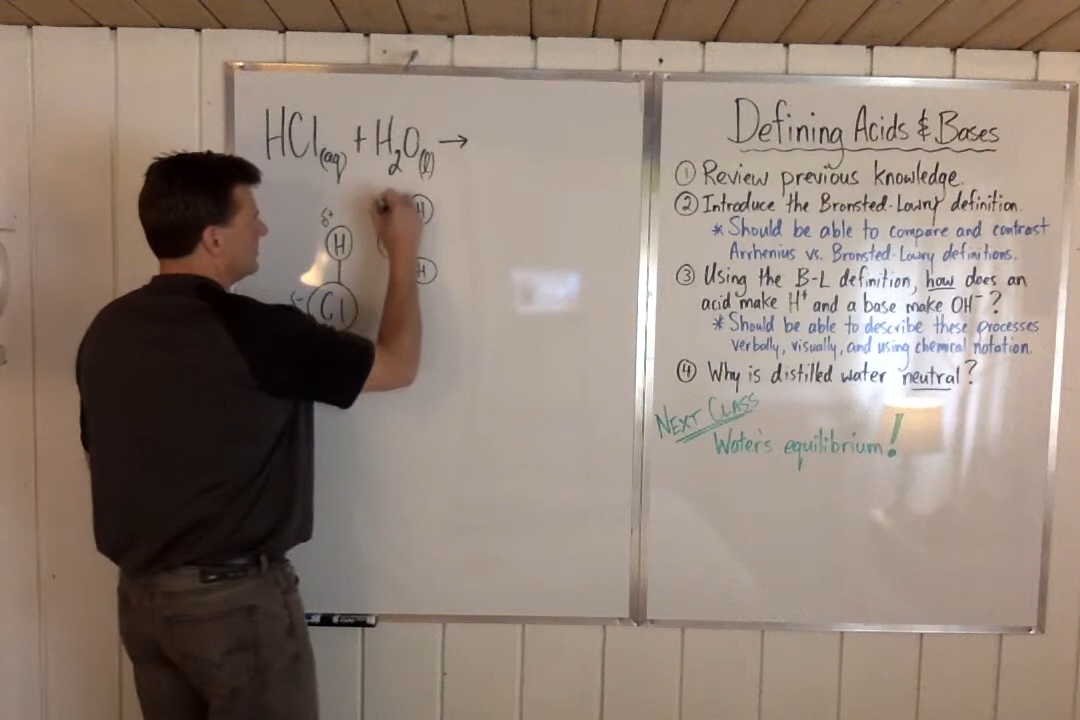 HCl(aq) + H₂O(l) →
δ+
H
H
δ-
Cl
H
Defining Acids & Bases
① Review previous knowledge.
② Introduce the Bronsted-Lowry definition.
* Should be able to compare and contrast
Arrhenius vs. Bronsted-Lowry definitions.
③ Using the B-L definition, how does an
acid make H⁺ and a base make OH⁻?
* Should be able to describe these processes
verbally, visually, and using chemical notation.
④ Why is distilled water neutral?
NEXT CLASS
Water's equilibrium!